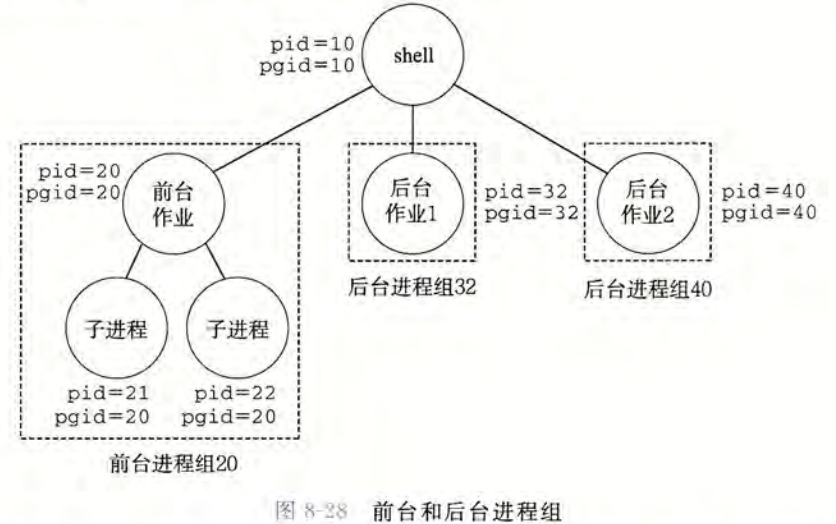 pid=10
pgid=10
shell
pid=20
pgid=20
前台
作业
后台
作业1
pid=32
pgid=32
后台
作业2
pid=40
pgid=40
后台进程组32
后台进程组40
子进程
子进程
pid=21
pgid=20
pid=22
pgid=20
前台进程组20
图 8-28 前台和后台进程组